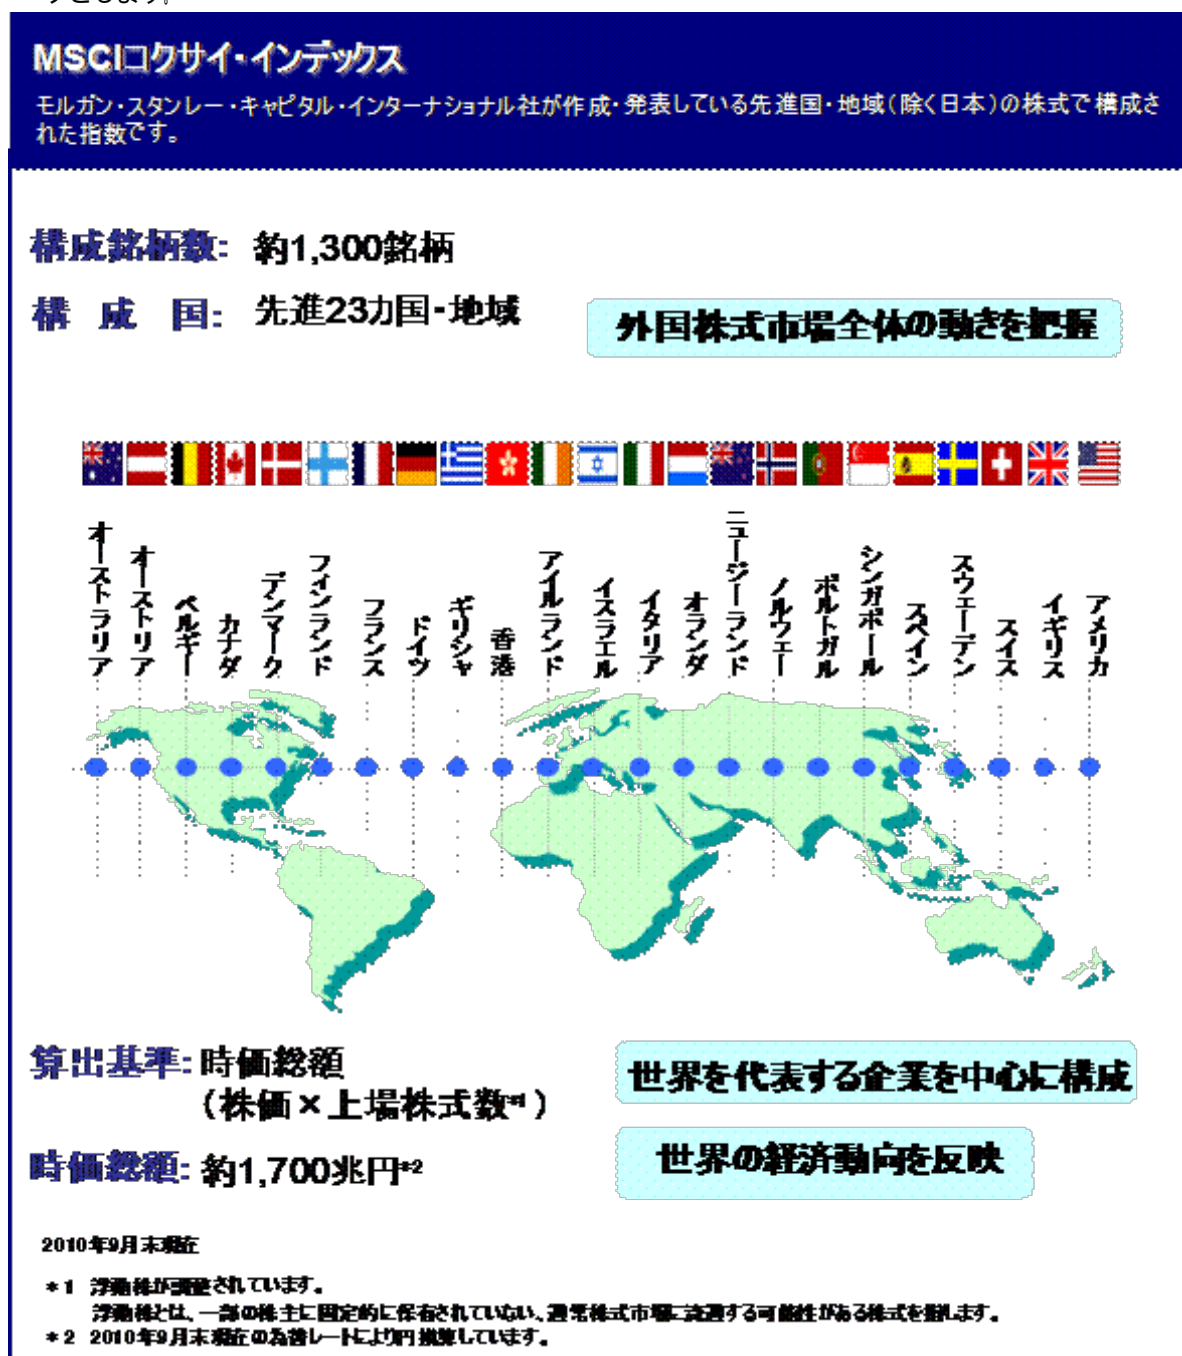 うとします。
MSCIコクサイ・インデックス
モルガン・スタンレー・キャピタル・インターナショナル社が作成・発表している先進国・地域（除く日本）の株式で構成さ
れた指数です。
構成銘柄数: 約1,300銘柄
構成国: 先進23カ国・地域
外国株式市場全体の動きを把握
オーストラリア
オーストリア
ベルギー
カナダ
デンマーク
フィンランド
フランス
ドイツ
ギリシャ
香港
アイルランド
イスラエル
イタリア
オランダ
ニュージーランド
ノルウェー
ポルトガル
シンガポール
スペイン
スウェーデン
スイス
イギリス
アメリカ
算出基準: 時価総額
（株価×上場株式数*1）
世界を代表する企業を中心に構成
時価総額: 約1,700兆円*2
世界の経済動向を反映
2010年9月末現在
*1 浮動株が調整されています。
浮動株とは、一部の株主に固定的に保有されていない、通常株式市場に流通する可能性がある株式を指します。
*2 2010年9月末現在の為替レートにより円換算しています。